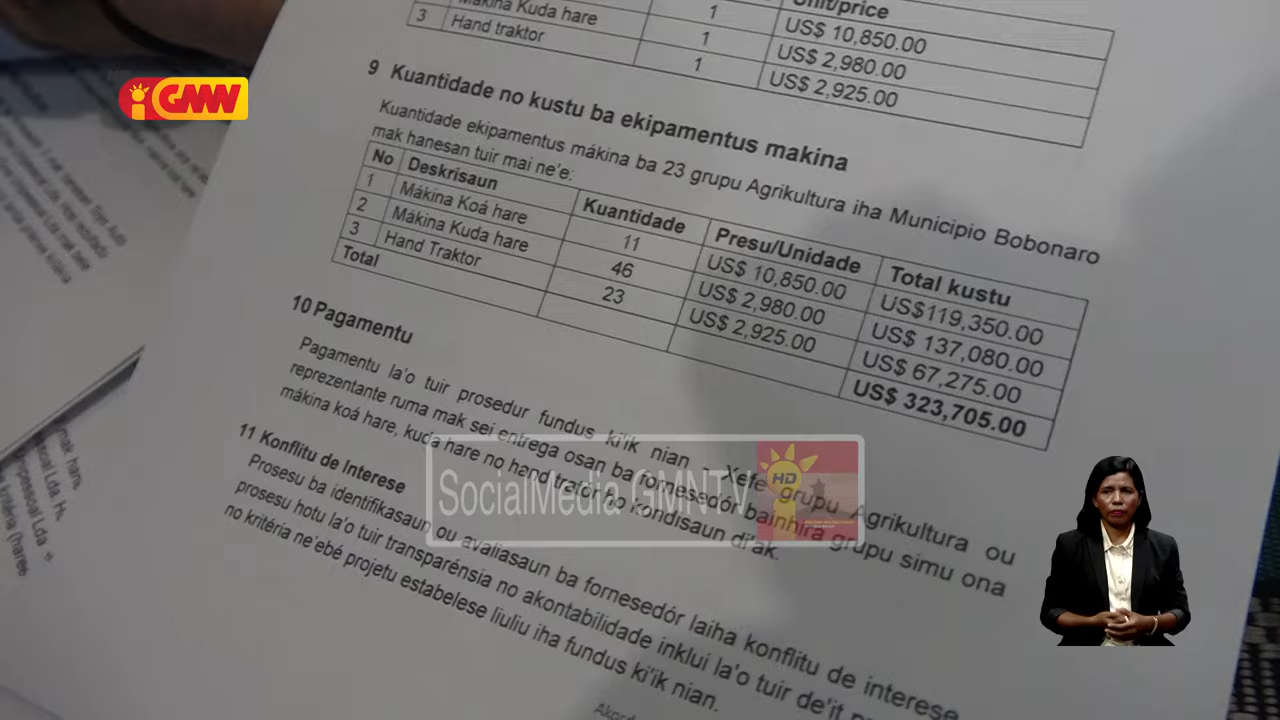 Unit/price
Makina Kuda hare 1 US$ 10,850.00
3 Hand traktor 1 US$ 2,980.00
1 US$ 2,925.00
9 Kuantidade no kustu ba ekipamentus makina
Kuantidade ekipamentus mákina ba 23 grupu Agrikultura iha Municipio Bobonaro
mak hanesan tuir mai ne'e:
No Deskrisaun Kuantidade Presu/Unidade Total kustu
1 Mákina Koá hare 11 US$ 10,850.00 US$119,350.00
2 Mákina Kuda hare 46 US$ 2,980.00 US$ 137,080.00
3 Hand Traktor 23 US$ 2,925.00 US$ 67,275.00
Total US$ 323,705.00
10 Pagamentu
Pagamentu la'o tuir prosedur fundus ki'ik nian – Xefe grupu Agrikultura ou
reprezentante ruma mak sei entrega osan ba fornesedór bainhira grupu simu ona
mákina koá hare, kuda hare no hand trator ho kondisaun di'ak.
11 Konflitu de Interese
Prosesu ba identifikasaun ou avaliasaun ba fornesedór laiha konflitu de interese
prosesu hotu la'o tuir transparénsia no akontabilidade inklui la'o tuir de'it
no kritéria ne'ebé projetu estabelese liuliu iha fundus ki'ik nian.
GMN
SocialMedia GMNTV
HD